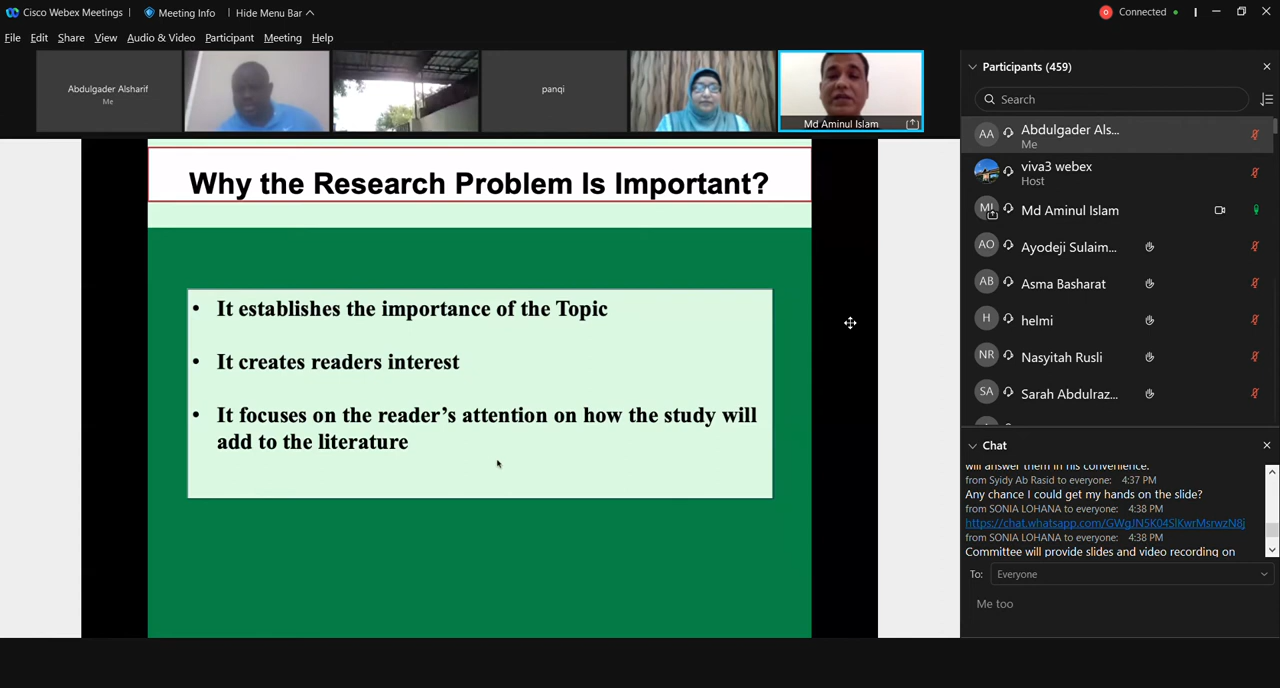 Cisco Webex Meetings
Meeting Info
Hide Menu Bar
Connected
File Edit Share View Audio & Video Participant Meeting Help
Abdulgader Alsharif
Me
panqi
Md Aminul Islam
Why the Research Problem Is Important?
• It establishes the importance of the Topic
• It creates readers interest
• It focuses on the reader’s attention on how the study will
add to the literature
Participants (459)
Search
AA Abdulgader Als...
Me
viva3 webex
Host
MI Md Aminul Islam
AO Ayodeji Sulaim...
AB Asma Basharat
H helmi
NR Nasyitah Rusli
SA Sarah Abdulraz...
Chat
will answer them in his convenience.
from Syidy Ab Rasid to everyone: 4:37 PM
Any chance I could get my hands on the slide?
from SONIA LOHANA to everyone: 4:38 PM
from SONIA LOHANA to everyone: 4:38 PM
Committee will provide slides and video recording on
To: Everyone
Me too